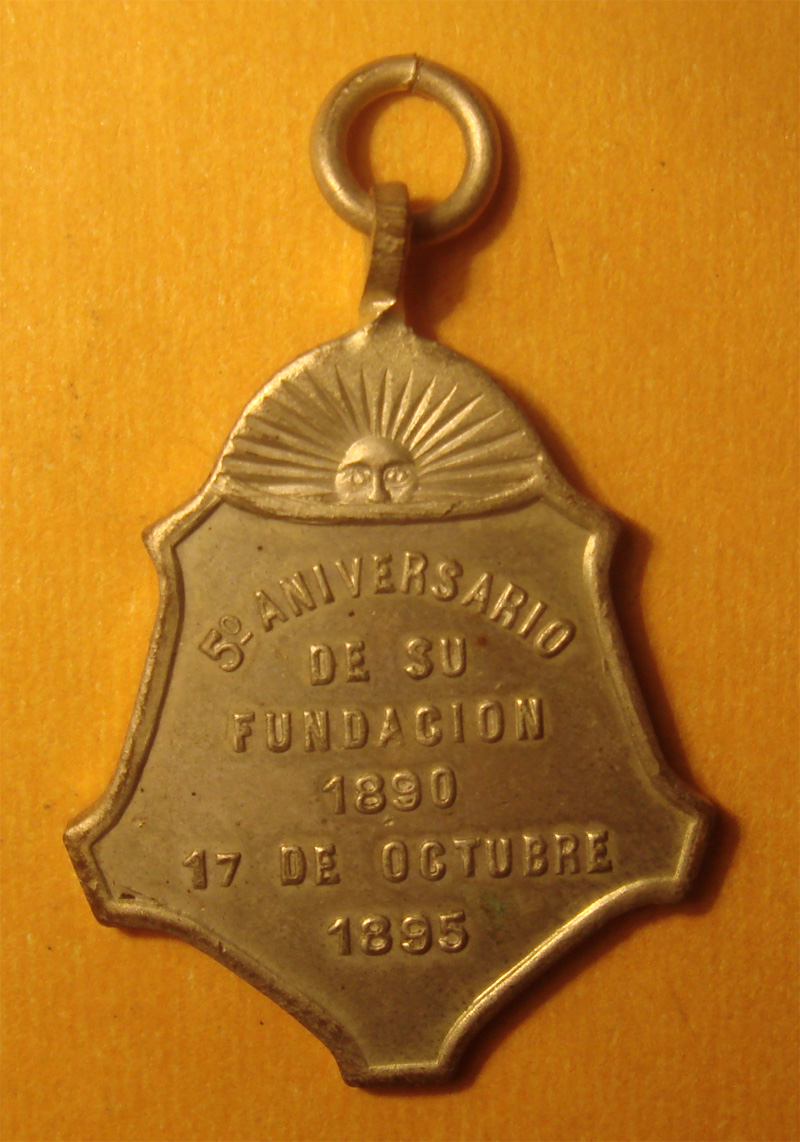 5º ANIVERSARIO
DE SU
FUNDACION
1890
17 DE OCTUBRE
1895